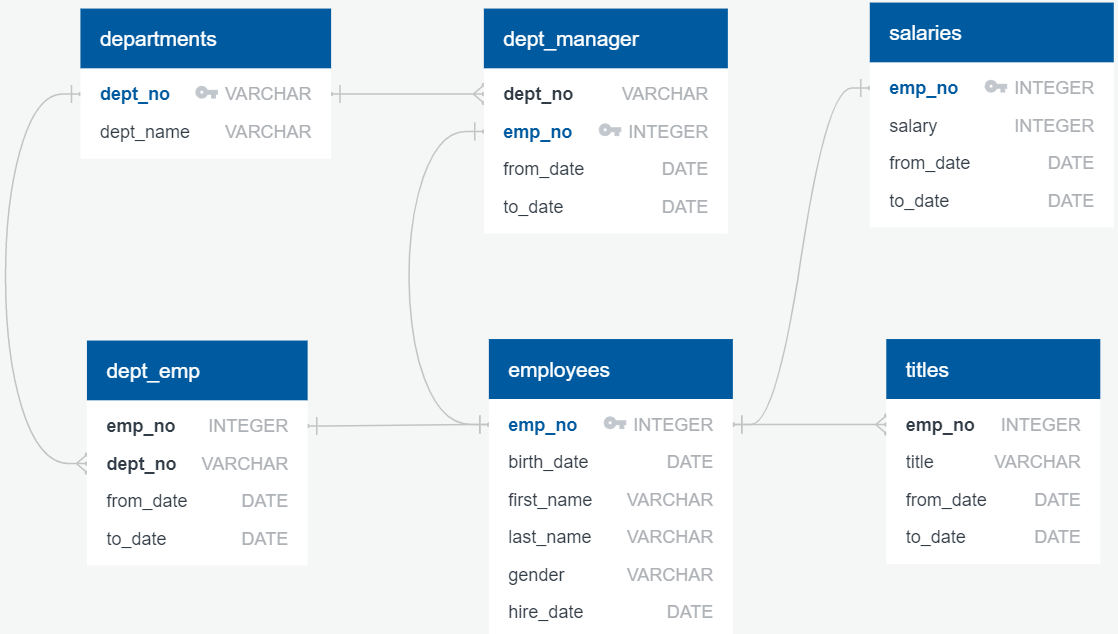 departments
dept_no VARCHAR
dept_name VARCHAR
dept_manager
dept_no VARCHAR
emp_no INTEGER
from_date DATE
to_date DATE
salaries
emp_no INTEGER
salary INTEGER
from_date DATE
to_date DATE
dept_emp
emp_no INTEGER
dept_no VARCHAR
from_date DATE
to_date DATE
employees
emp_no INTEGER
birth_date DATE
first_name VARCHAR
last_name VARCHAR
gender VARCHAR
hire_date DATE
titles
emp_no INTEGER
title VARCHAR
from_date DATE
to_date DATE